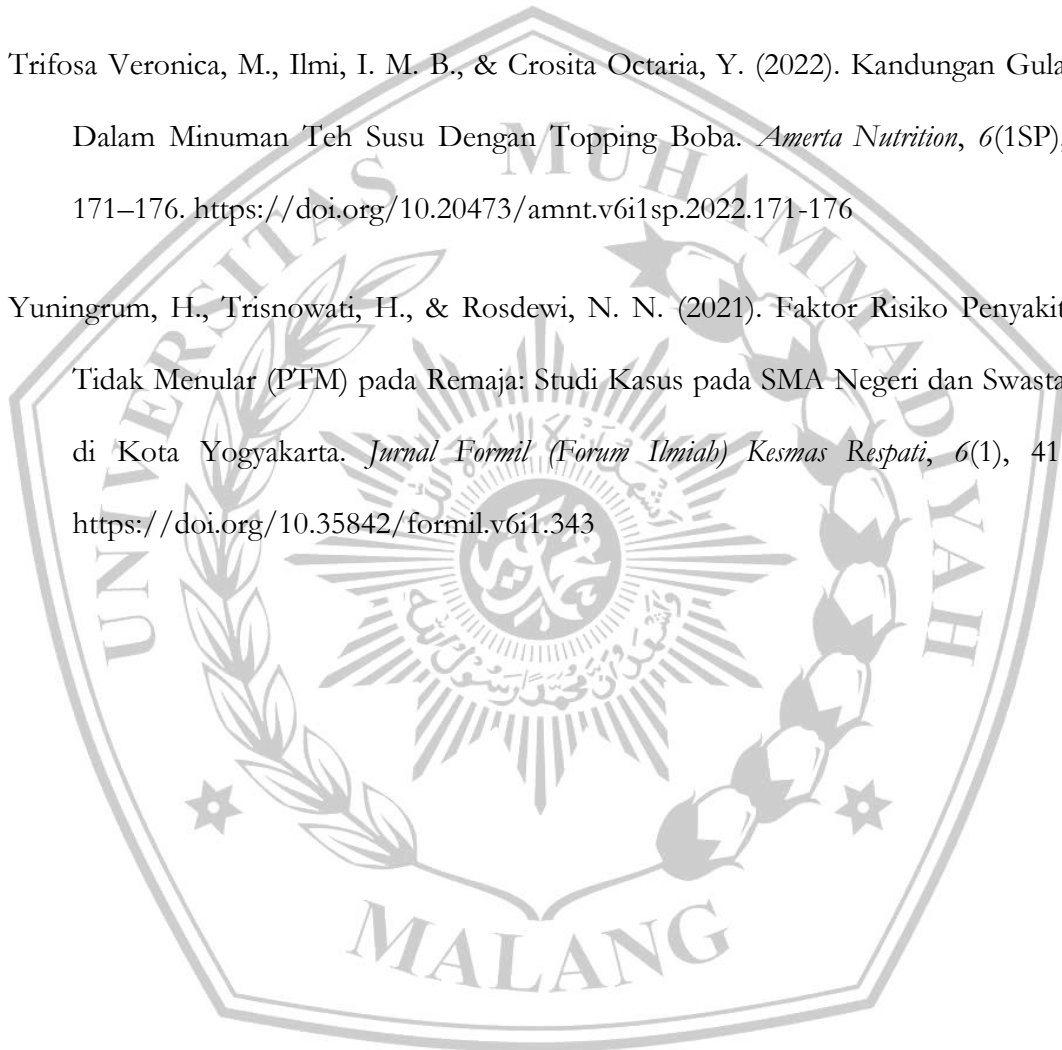 Trifosa Veronica, M., Ilmi, I. M. B., & Crosita Octaria, Y. (2022). Kandungan Gula
Dalam Minuman Teh Susu Dengan Topping Boba. Amerta Nutrition, 6(1SP),
171–176. https://doi.org/10.20473/amnt.v6i1sp.2022.171-176
Yuningrum, H., Trisnowati, H., & Rosdewi, N. N. (2021). Faktor Risiko Penyakit
Tidak Menular (PTM) pada Remaja: Studi Kasus pada SMA Negeri dan Swasta
di Kota Yogyakarta. Jurnal Formil (Forum Ilmiah) Kesmas Respati, 6(1), 41.
https://doi.org/10.35842/formil.v6i1.343
UNIVERSITAS MUHAMMADIYAH
MALANG